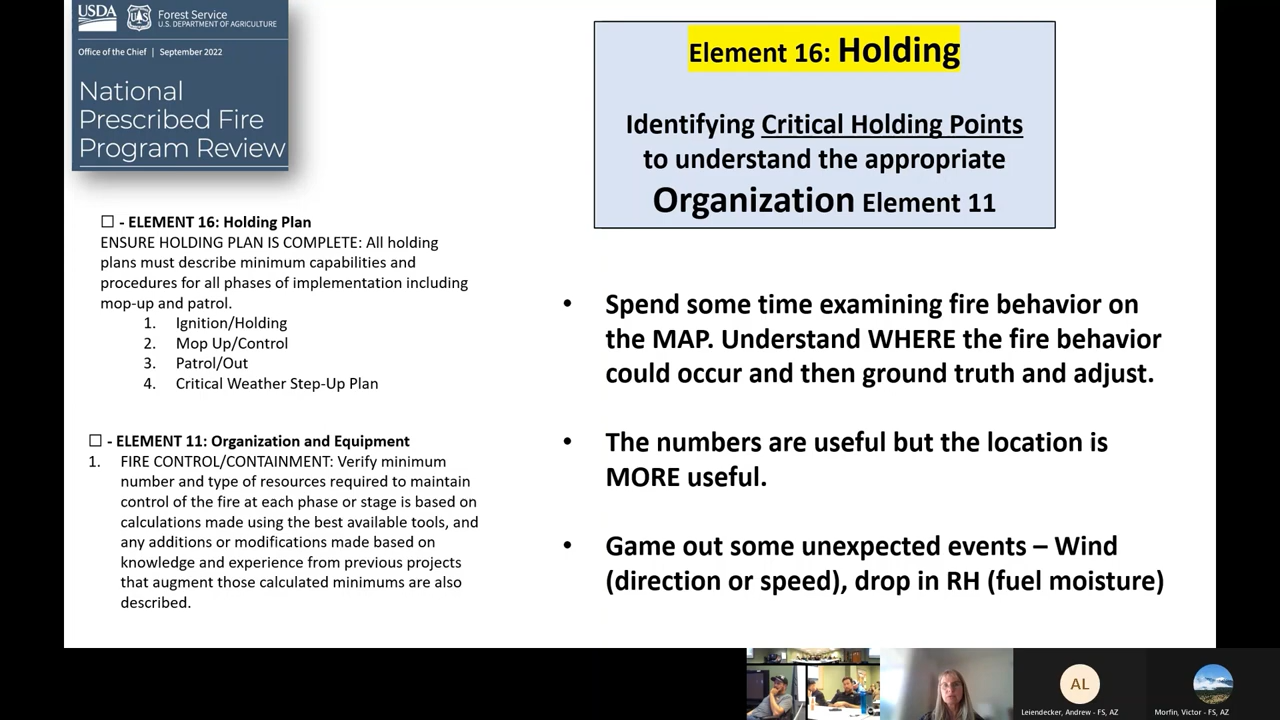 USDA
Forest Service
U.S. DEPARTMENT OF AGRICULTURE
Office of the Chief | September 2022
National
Prescribed Fire
Program Review
Element 16: Holding
Identifying Critical Holding Points
to understand the appropriate
Organization Element 11
☐ - ELEMENT 16: Holding Plan
ENSURE HOLDING PLAN IS COMPLETE: All holding
plans must describe minimum capabilities and
procedures for all phases of implementation including
mop-up and patrol.
1. Ignition/Holding
2. Mop Up/Control
3. Patrol/Out
4. Critical Weather Step-Up Plan
☐ - ELEMENT 11: Organization and Equipment
1. FIRE CONTROL/CONTAINMENT: Verify minimum
number and type of resources required to maintain
control of the fire at each phase or stage is based on
calculations made using the best available tools, and
any additions or modifications made based on
knowledge and experience from previous projects
that augment those calculated minimums are also
described.
• Spend some time examining fire behavior on
the MAP. Understand WHERE the fire behavior
could occur and then ground truth and adjust.
• The numbers are useful but the location is
MORE useful.
• Game out some unexpected events – Wind
(direction or speed), drop in RH (fuel moisture)
AL
Leiendecker, Andrew - FS, AZ
Morfin, Victor - FS, AZ